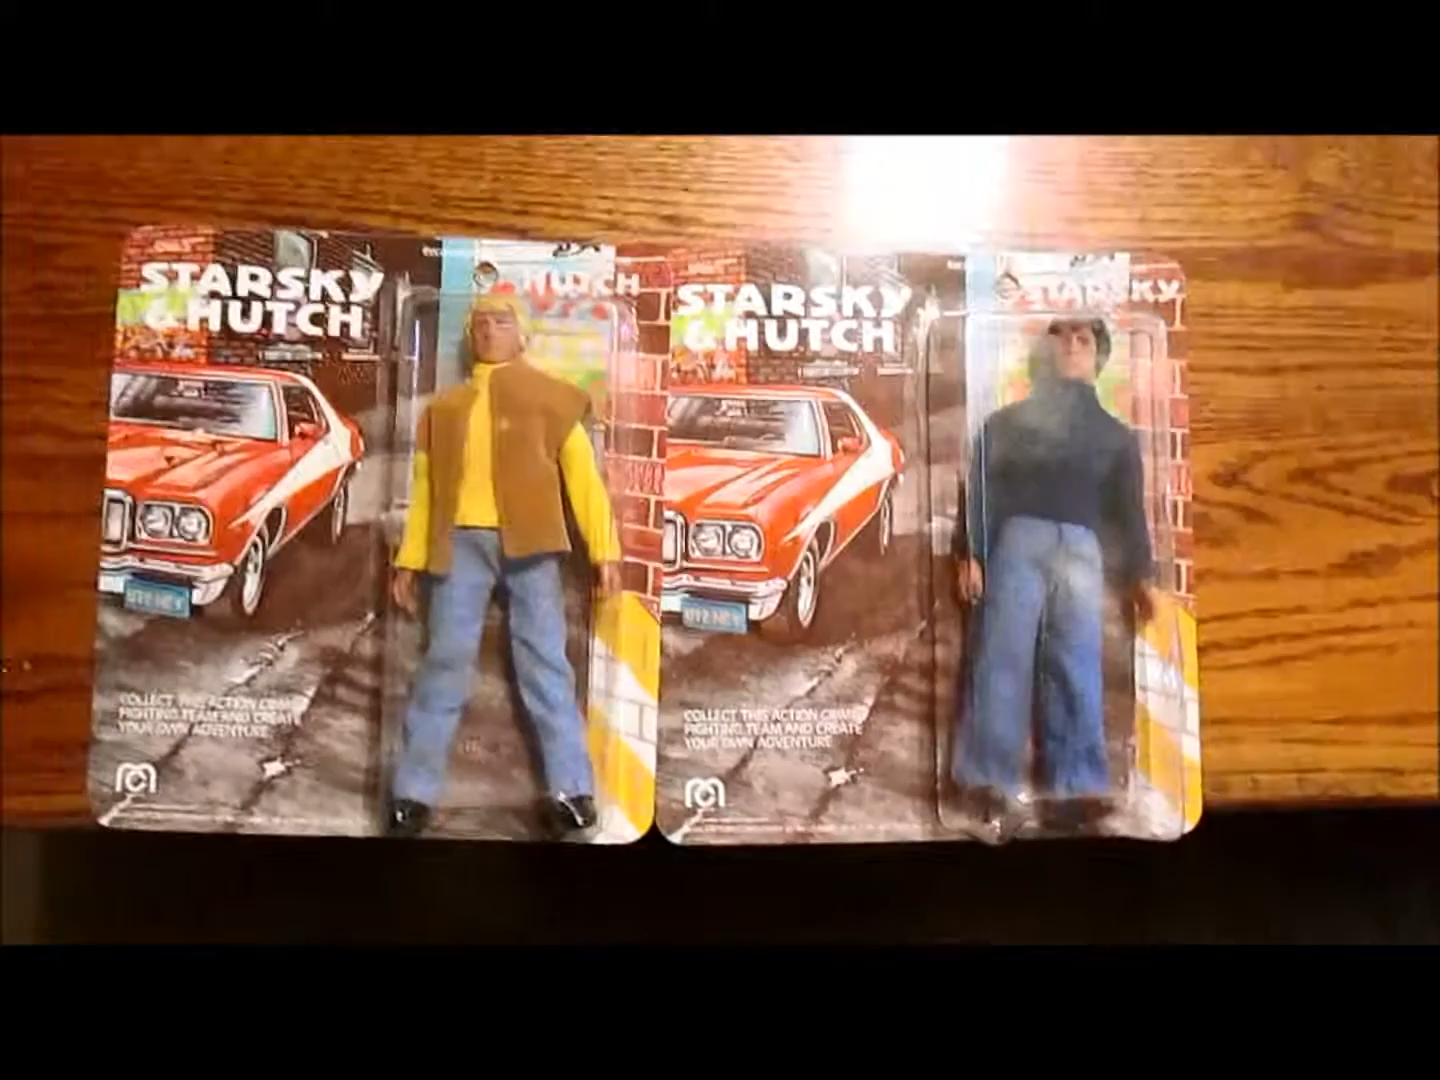 STARSKY
& HUTCH
HUTCH
COLLECT THIS ACTION CRIME
FIGHTING TEAM AND CREATE
YOUR OWN ADVENTURE
STARSKY
& HUTCH
STARSKY
COLLECT THIS ACTION CRIME
FIGHTING TEAM AND CREATE
YOUR OWN ADVENTURE